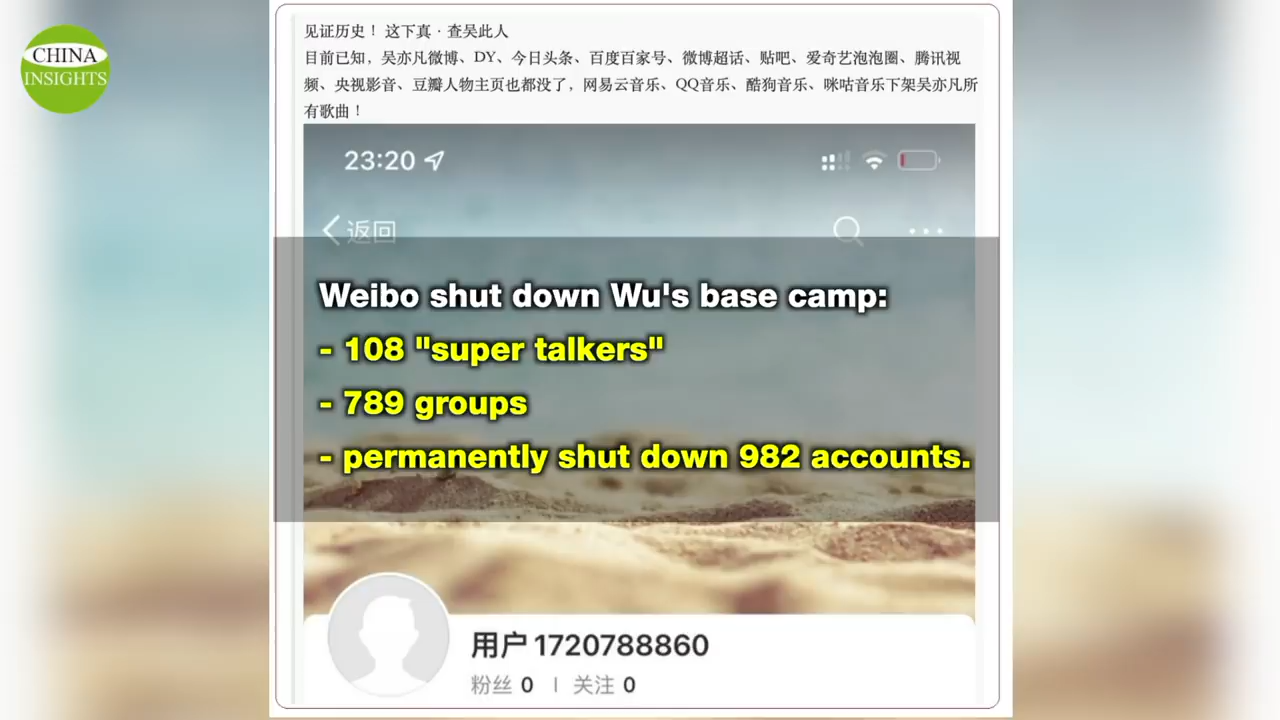 CHINA
INSIGHTS
见证历史！ 这下真·查吴此人
目前已知，吴亦凡微博、DY、今日头条、百度百家号、微博超话、贴吧、爱奇艺泡泡圈、腾讯视
频、央视影音、豆瓣人物主页也都没了，网易云音乐、QQ音乐、酷狗音乐、咪咕音乐下架吴亦凡所
有歌曲！
23:20
返回
Weibo shut down Wu's base camp:
- 108 "super talkers"
- 789 groups
- permanently shut down 982 accounts.
用户1720788860
粉丝 0 | 关注 0